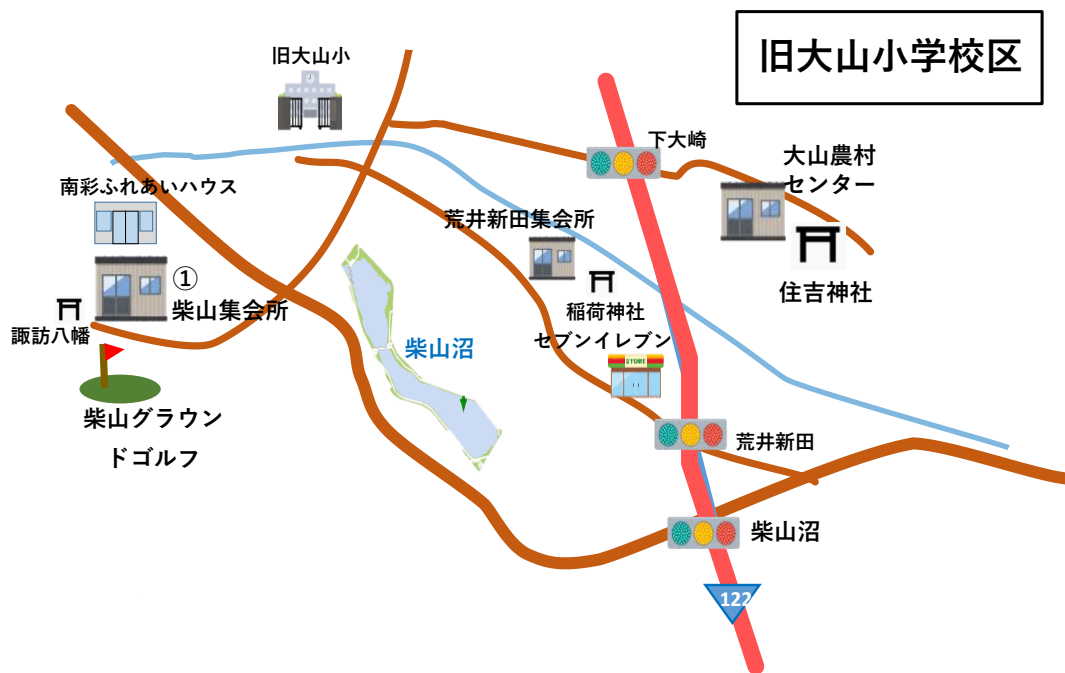 旧大山小学校区
旧大山小
下大崎
大山農村
センター
南彩ふれあいハウス
荒井新田集会所
①
柴山集会所
稲荷神社
住吉神社
諏訪八幡
セブンイレブン
柴山沼
STORE
柴山グラウン
ドゴルフ
荒井新田
柴山沼
122